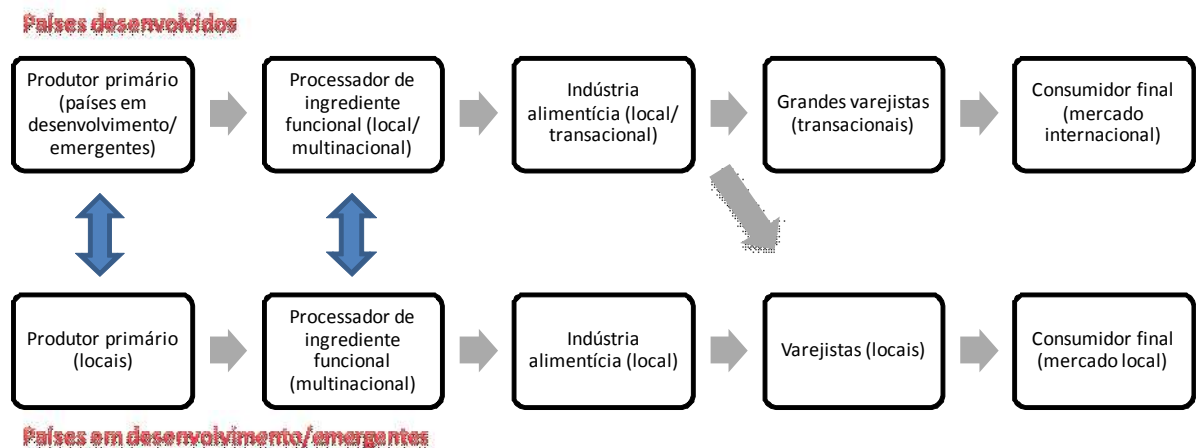 Países desenvolvidos
Produtor primário
(países em
desenvolvimento/
emergentes)
Processador de
ingrediente
funcional (local/
multinacional)
Indústria
alimentícia (local/
transacional)
Grandes varejistas
(transacionais)
Consumidor final
(mercado
internacional)
Produtor primário
(locais)
Processador de
ingrediente
funcional
(multinacional)
Indústria
alimentícia (local)
Varejistas (locais)
Consumidor final
(mercado local)
Países em desenvolvimento/emergentes